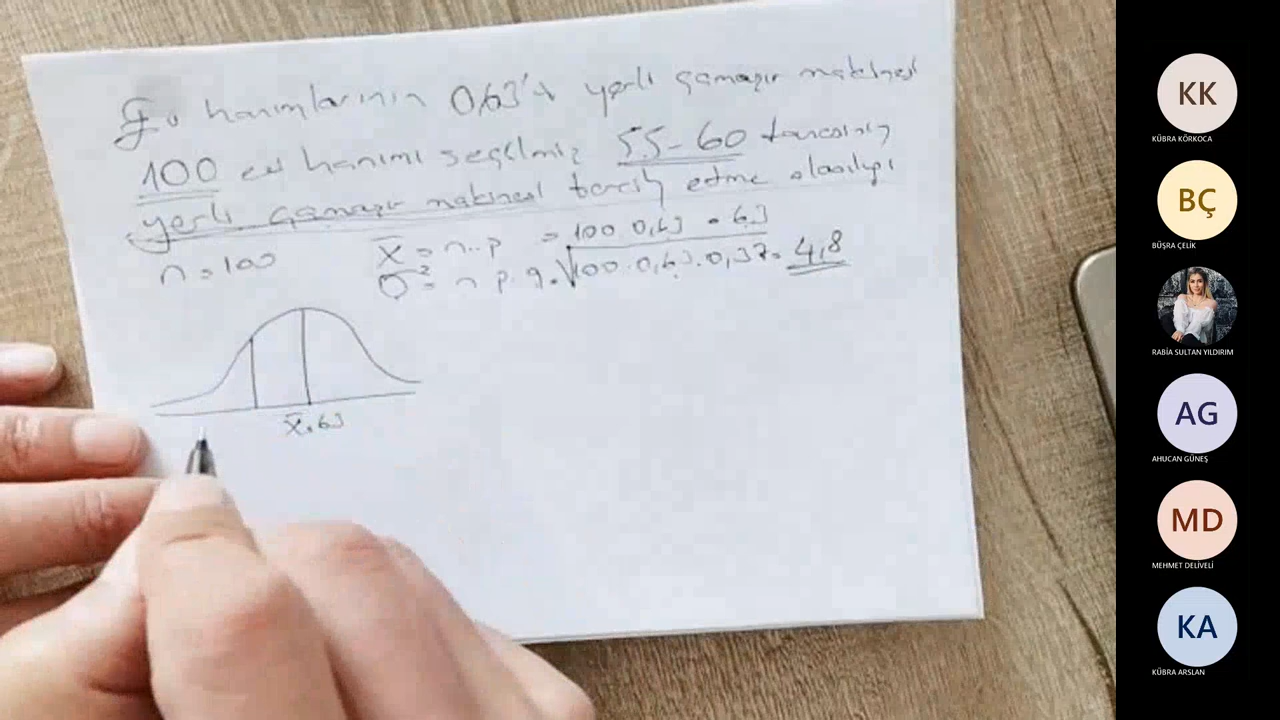 Ev hanımlarının 0,63'ü yerli çamaşır makinesi
100 ev hanımı seçilmiş 55-60 tanesinin
yerli çamaşır makinesi tercih etme olasılığı
n = 100
x̄ = n..p = 100 0,63 = 63
σ² = n p.q = √100.0,63.0,37 = 4,8
x̄.63
KK
KÜBRA KÖRKOCA
BÇ
BÜŞRA ÇELİK
RABİA SULTAN YILDIRIM
AG
AHUCAN GÜNEŞ
MD
MEHMET DELİVELİ
KA
KÜBRA ARSLAN